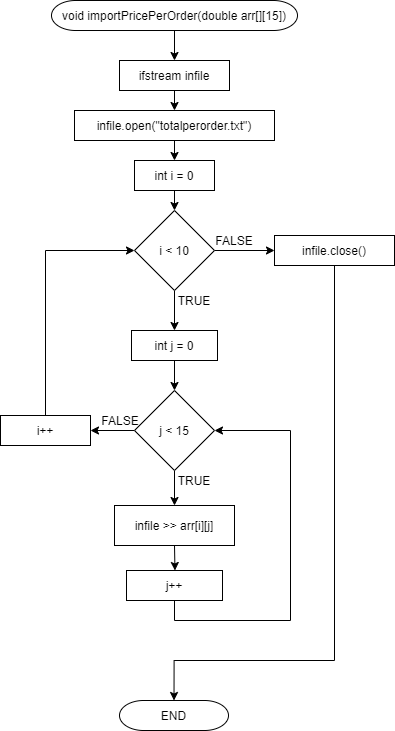 void importPricePerOrder(double arr[][15])
ifstream infile
infile.open("totalperorder.txt")
int i = 0
i < 10
FALSE
infile.close()
TRUE
int j = 0
i++
FALSE
j < 15
TRUE
infile >> arr[i][j]
j++
END